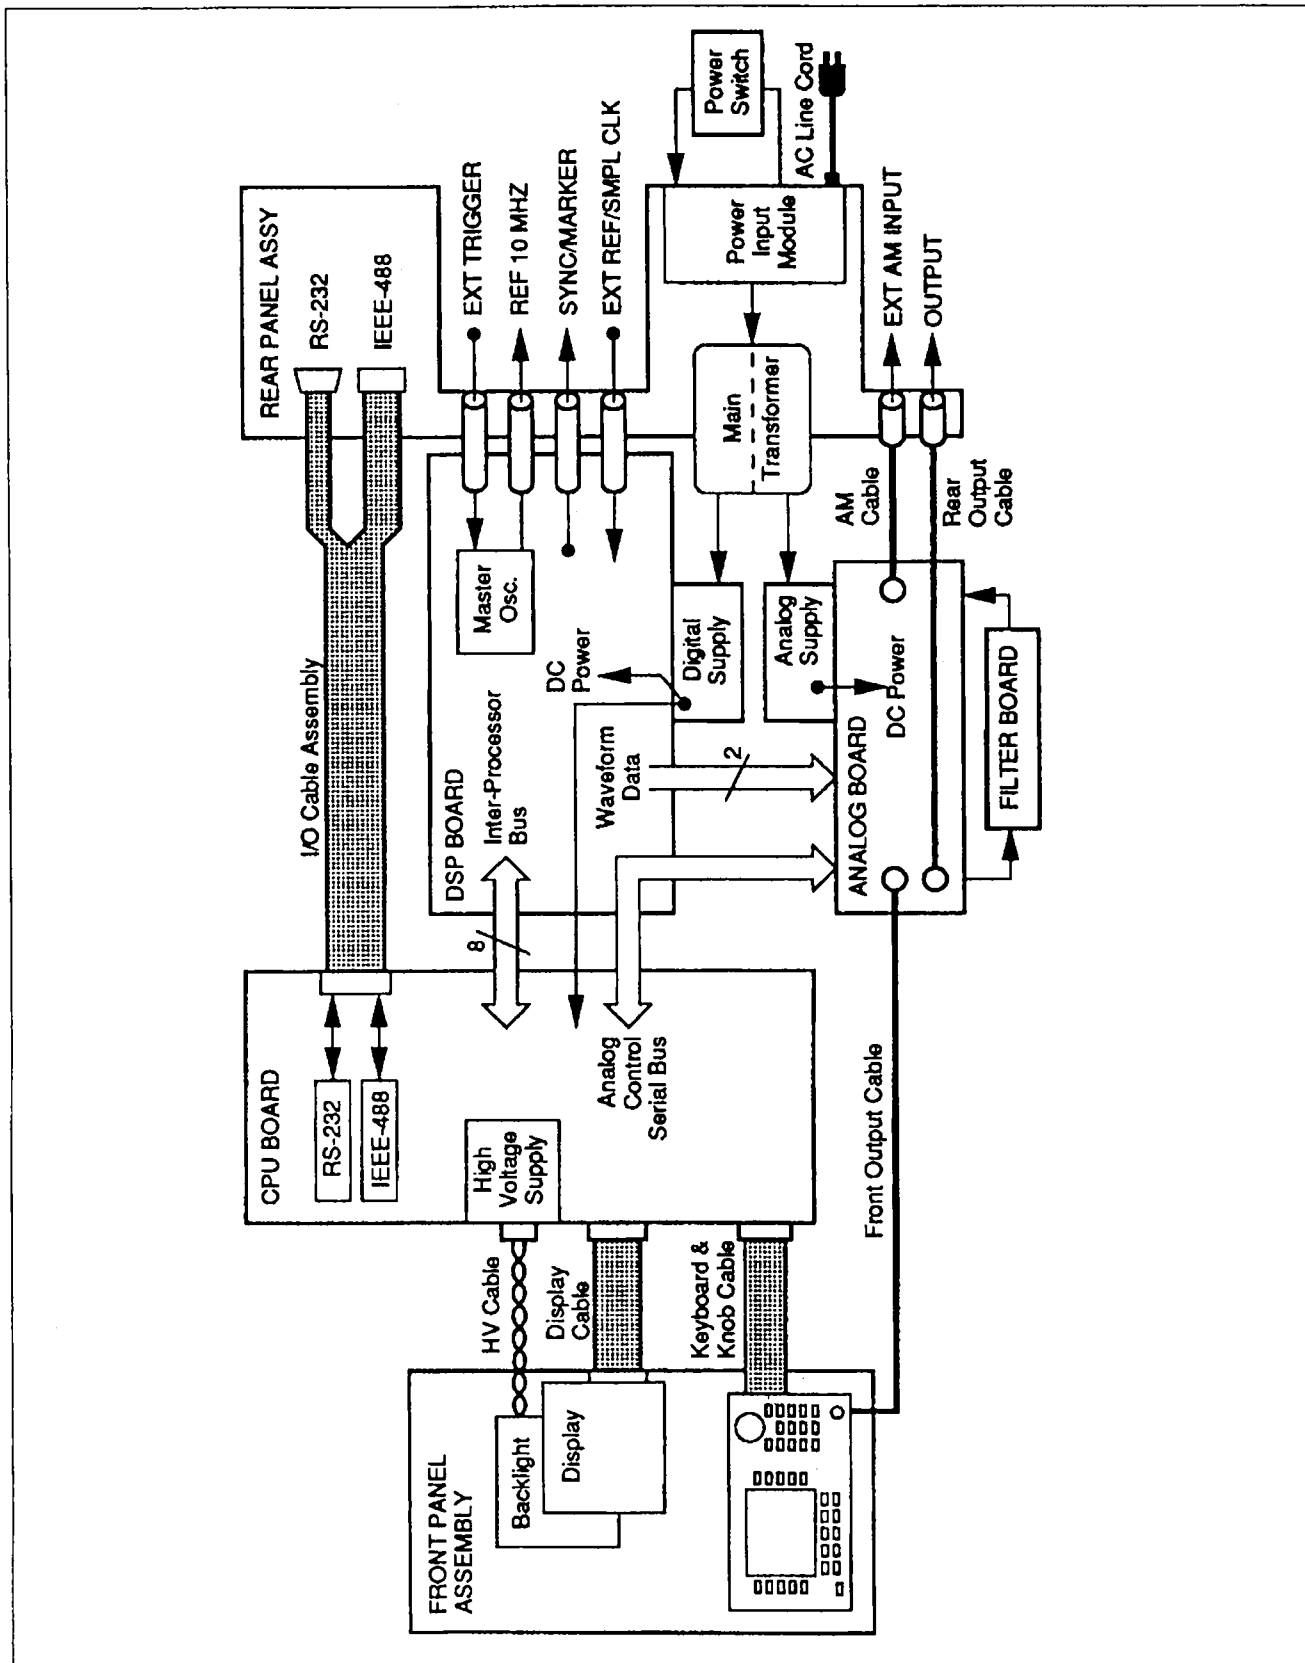 FRONT PANEL
ASSEMBLY
Backlight
Display
HV Cable
Display
Cable
Keyboard &
Knob Cable
CPU BOARD
RS-232
IEEE-488
High
Voltage
Supply
Analog
Control
Serial Bus
Front Output Cable
I/O Cable Assembly
8
DSP BOARD
Inter-Processor
Bus
DC
Power
Waveform
Data
2
Master
Osc.
Digital
Supply
Analog
Supply
ANALOG BOARD
DC Power
FILTER BOARD
AM
Cable
Rear
Output
Cable
REAR PANEL ASSY
RS-232
IEEE-488
EXT TRIGGER
REF 10 MHZ
SYNC/MARKER
EXT REF/SMPL CLK
Main
Transformer
Power
Input
Module
Power
Switch
AC Line Cord
EXT AM INPUT
OUTPUT